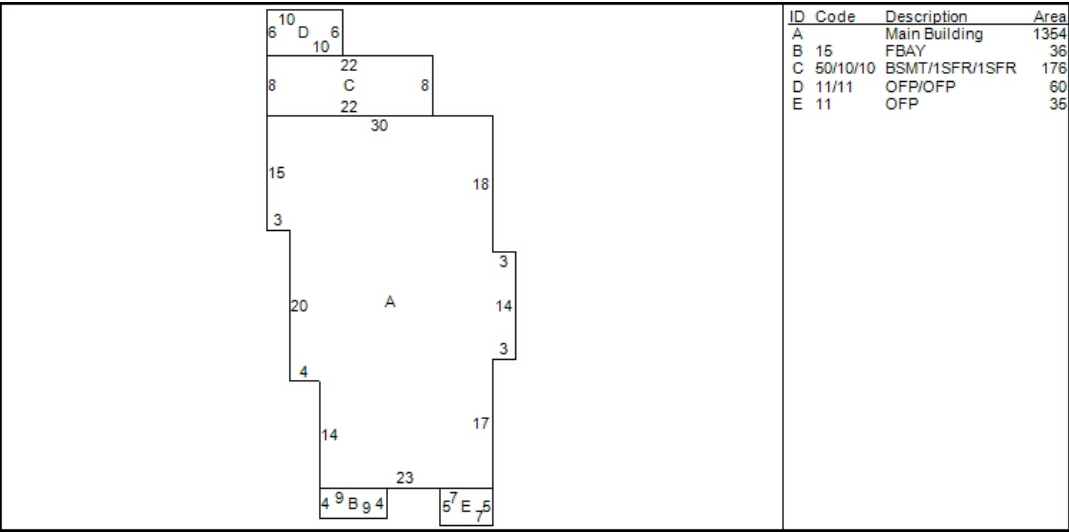 10
6 D 6
10
22
8 C 8
22
30
15
18
3
3
20 A 14
3
4
17
14
23
4 9 B 9 4 5 7 E 7 5
ID Code Description Area
A Main Building 1354
B 15 FBAY 36
C 50/10/10 BSMT/1SFR/1SFR 176
D 11/11 OFP/OFP 60
E 11 OFP 35